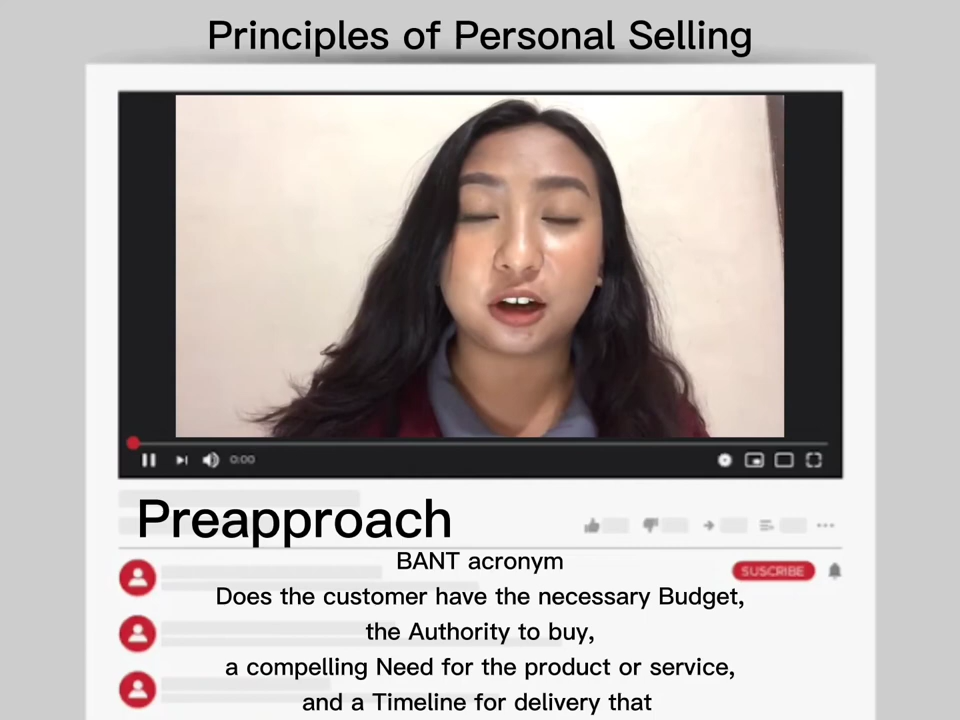 Principles of Personal Selling
0:00
Preapproach
BANT acronym
SUSCRIBE
Does the customer have the necessary Budget,
the Authority to buy,
a compelling Need for the product or service,
and a Timeline for delivery that